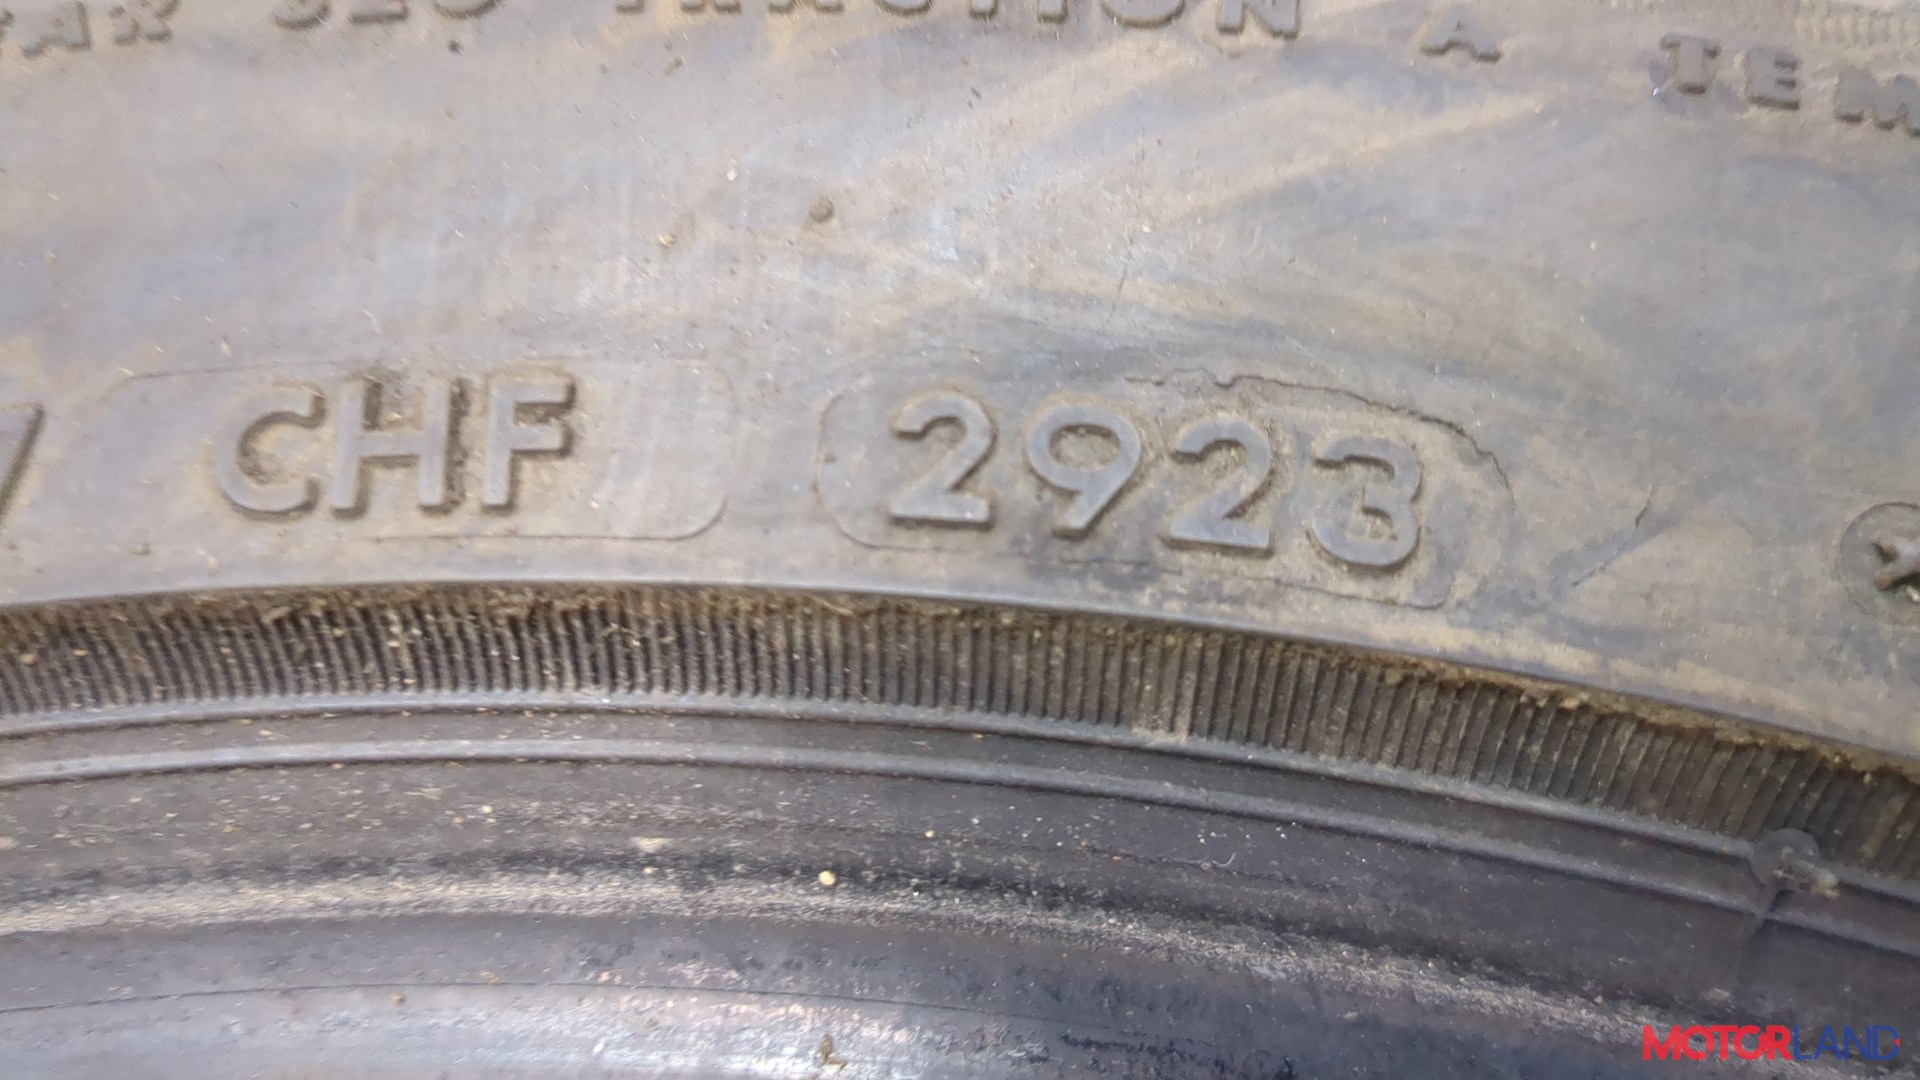 TRACTION A TEM
CHF 2923
MOTORLAND